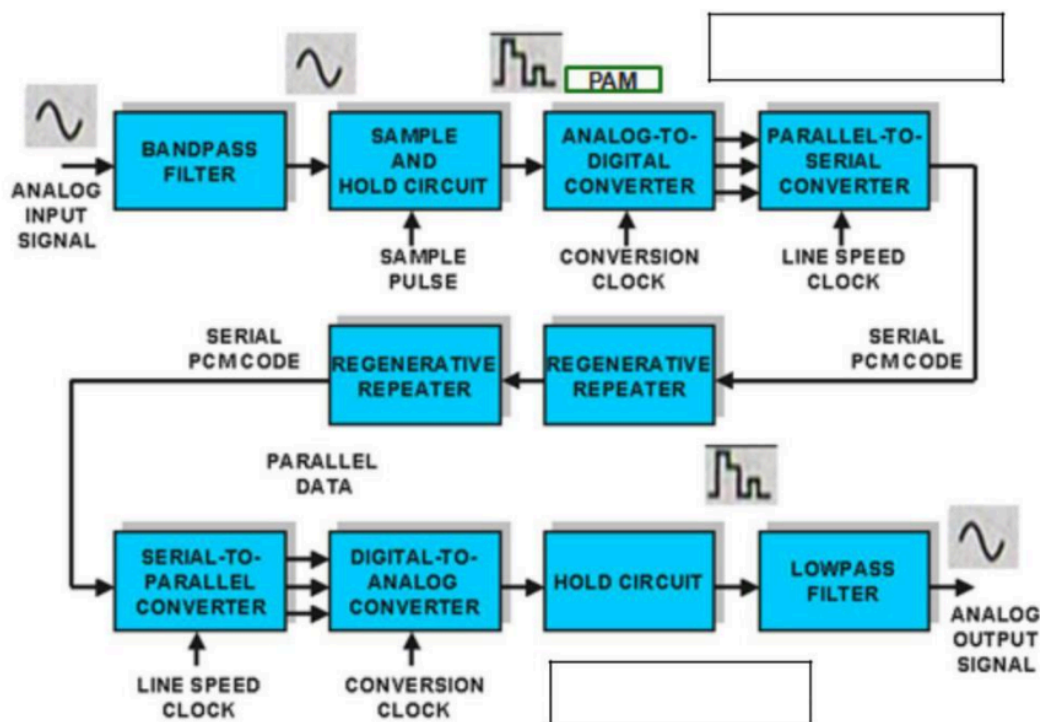 PAM
BANDPASS
FILTER
SAMPLE
AND
HOLD CIRCUIT
ANALOG-TO-
DIGITAL
CONVERTER
PARALLEL-TO-
SERIAL
CONVERTER
ANALOG
INPUT
SIGNAL
SAMPLE
PULSE
CONVERSION
CLOCK
LINE SPEED
CLOCK
SERIAL
PCM CODE
REGENERATIVE
REPEATER
REGENERATIVE
REPEATER
SERIAL
PCM CODE
PARALLEL
DATA
SERIAL-TO-
PARALLEL
CONVERTER
DIGITAL-TO-
ANALOG
CONVERTER
HOLD CIRCUIT
LOWPASS
FILTER
ANALOG
OUTPUT
SIGNAL
LINE SPEED
CLOCK
CONVERSION
CLOCK